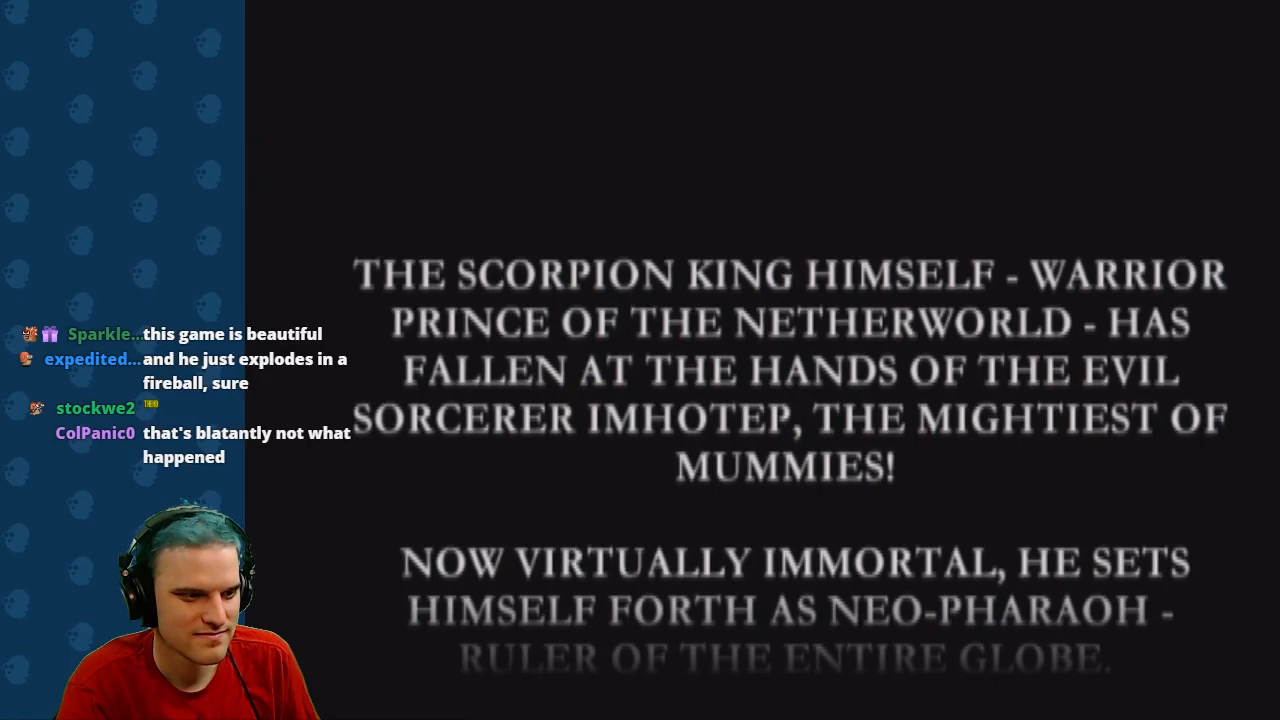 THE SCORPION KING HIMSELF - WARRIOR
PRINCE OF THE NETHERWORLD - HAS
FALLEN AT THE HANDS OF THE EVIL
SORCERER IMHOTEP, THE MIGHTIEST OF
MUMMIES!
NOW VIRTUALLY IMMORTAL, HE SETS
HIMSELF FORTH AS NEO-PHARAOH -
RULER OF THE ENTIRE GLOBE.
Sparkle... this game is beautiful
expedited... and he just explodes in a
fireball, sure
stockwe2
ColPanic0 that's blatantly not what
happened